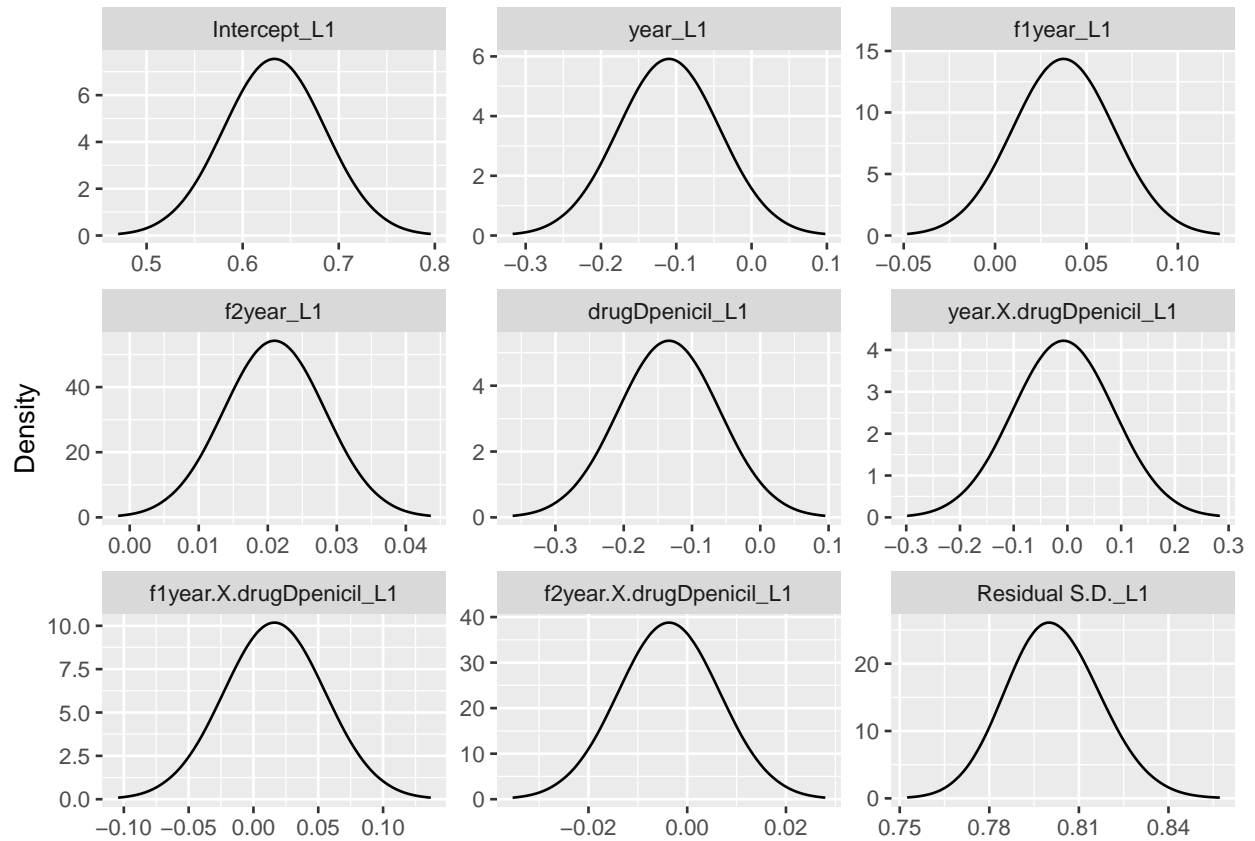 Intercept_L1 year_L1 f1year_L1
6 6 15
4 4 10
2 2 5
0 0 0
0.5 0.6 0.7 0.8 −0.3 −0.2 −0.1 0.0 0.1 −0.05 0.00 0.05 0.10
f2year_L1 drugDpenicil_L1 year.X.drugDpenicil_L1
40 4 4
20 2 3
0 0 2
1
0
0.00 0.01 0.02 0.03 0.04 −0.3 −0.2 −0.1 0.0 0.1 −0.3 −0.2 −0.1 0.0 0.1 0.2 0.3
Density
f1year.X.drugDpenicil_L1 f2year.X.drugDpenicil_L1 Residual S.D._L1
10.0 40 20
7.5 30 10
5.0 20 0
2.5 10
0.0 0
−0.10 −0.05 0.00 0.05 0.10 −0.02 0.00 0.02 0.75 0.78 0.81 0.84